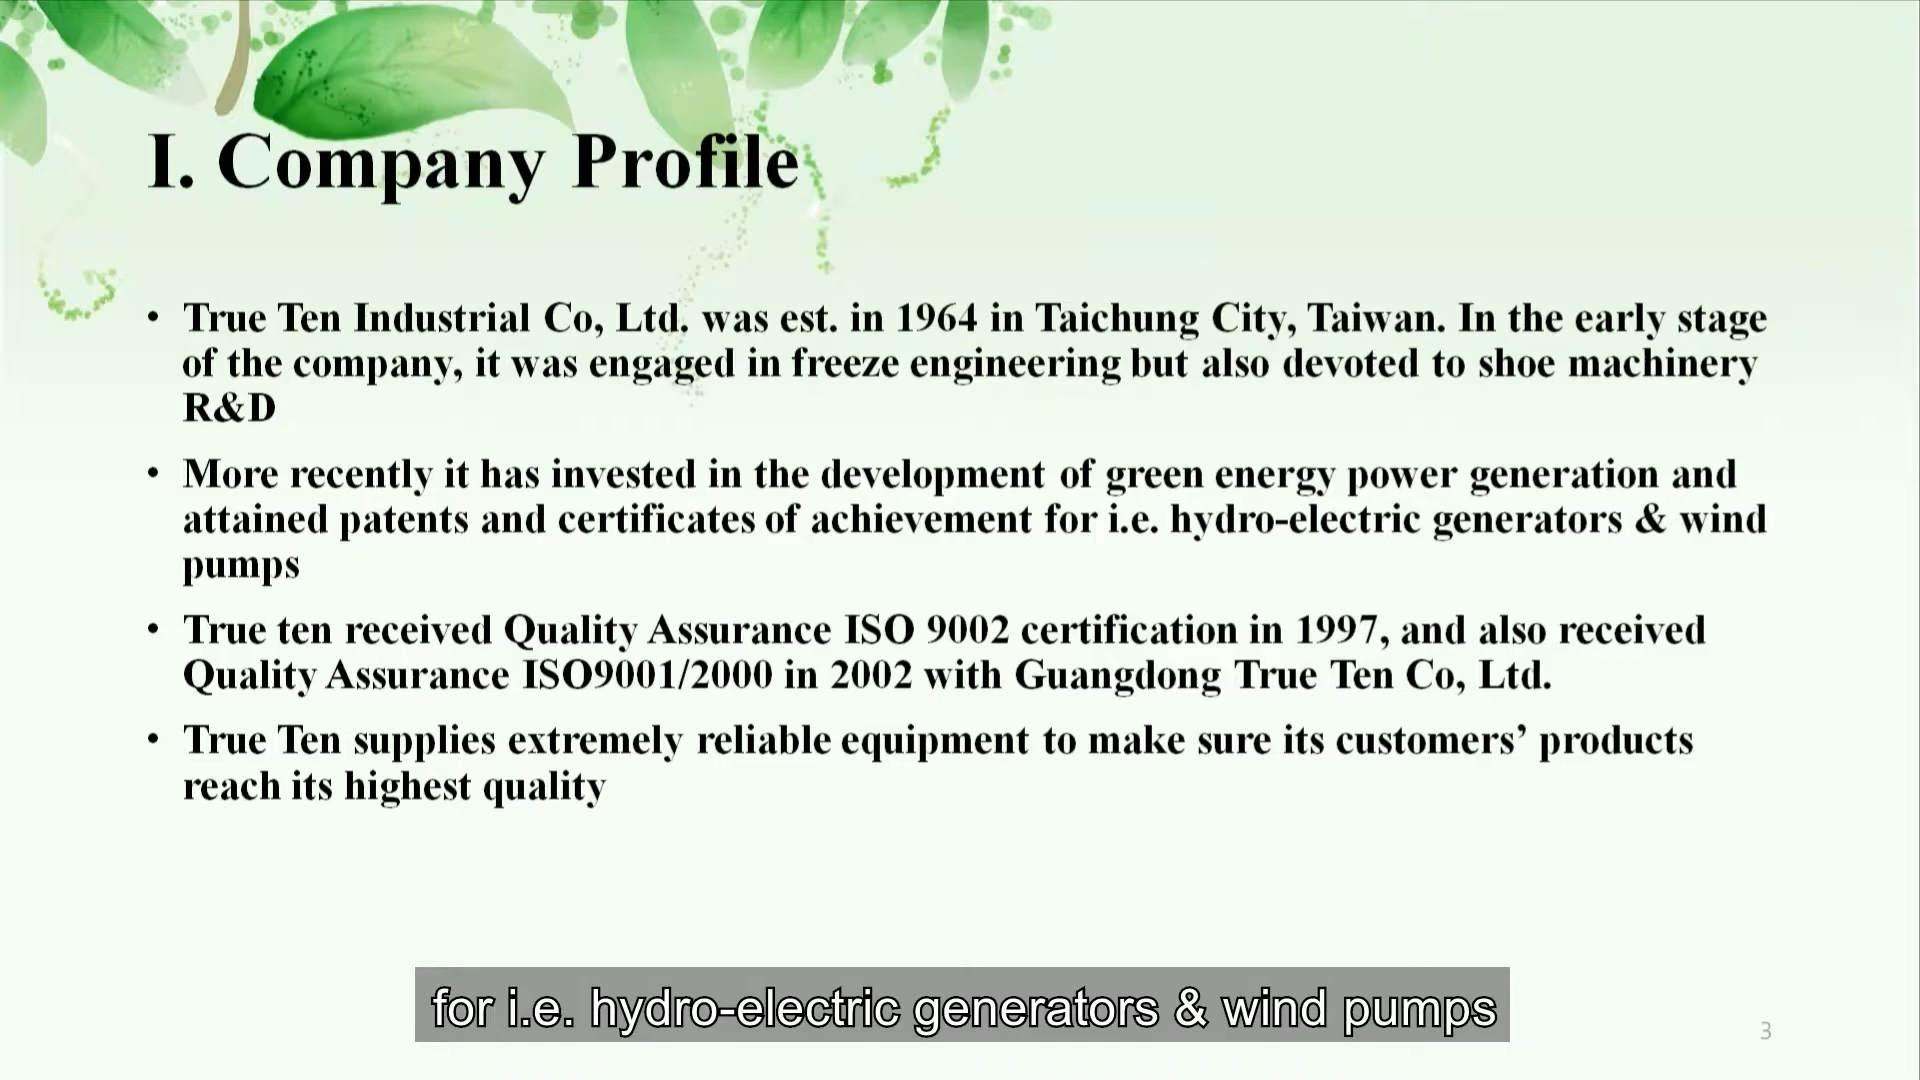 I. Company Profile
• True Ten Industrial Co, Ltd. was est. in 1964 in Taichung City, Taiwan. In the early stage
of the company, it was engaged in freeze engineering but also devoted to shoe machinery
R&D
• More recently it has invested in the development of green energy power generation and
attained patents and certificates of achievement for i.e. hydro-electric generators & wind
pumps
• True ten received Quality Assurance ISO 9002 certification in 1997, and also received
Quality Assurance ISO9001/2000 in 2002 with Guangdong True Ten Co, Ltd.
• True Ten supplies extremely reliable equipment to make sure its customers’ products
reach its highest quality
for i.e. hydro-electric generators & wind pumps
3